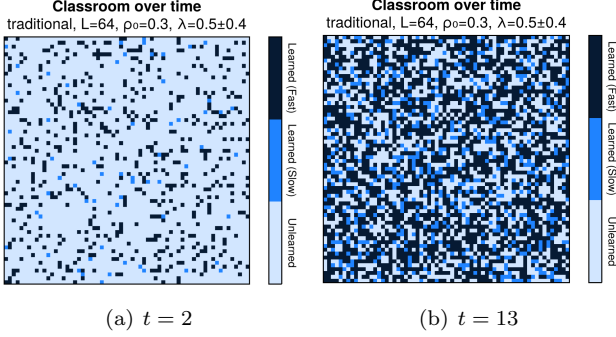 Classroom over time
traditional, L=64, ρ₀=0.3, λ=0.5±0.4
Learned (Fast)
Learned (Slow)
Unlearned
(a) t = 2
Classroom over time
traditional, L=64, ρ₀=0.3, λ=0.5±0.4
Learned (Fast)
Learned (Slow)
Unlearned
(b) t = 13